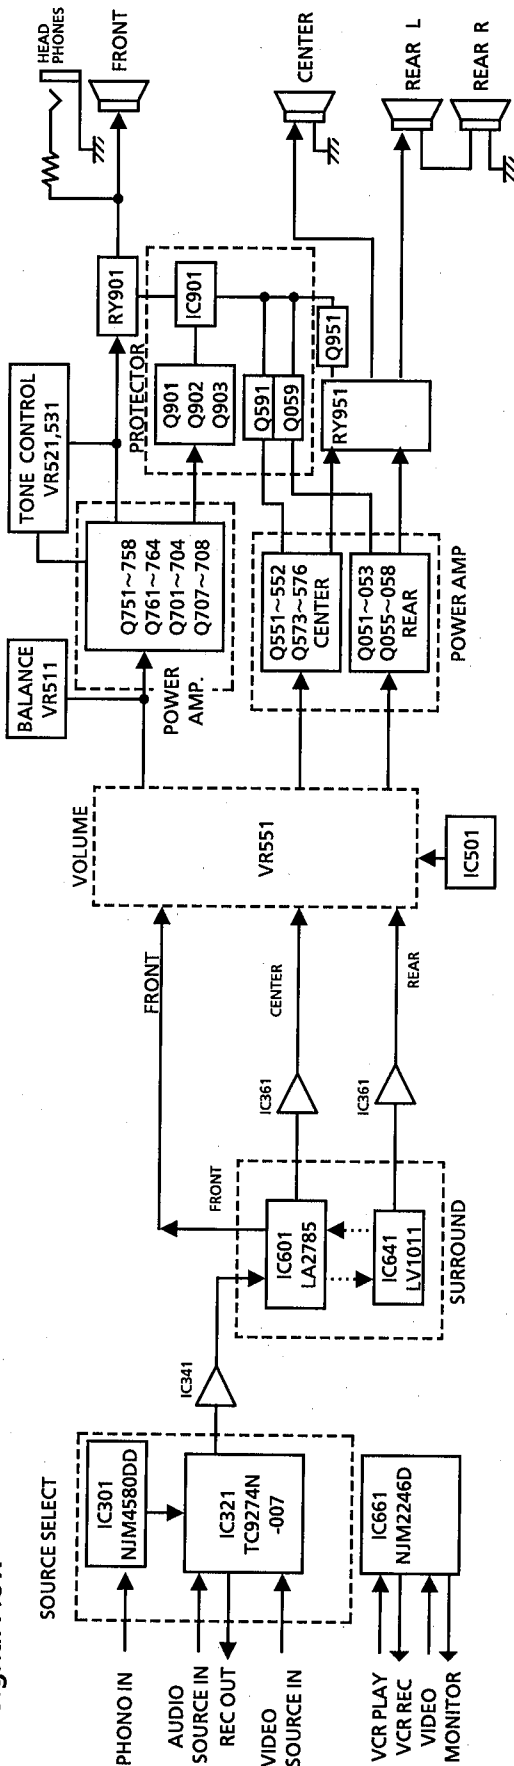 SOURCE SELECT
PHONO IN
IC301
NJM4580DD
AUDIO
SOURCE IN
REC OUT
VIDEO
SOURCE IN
IC321
TC9274N
-007
VCR PLAY
VCR REC
VIDEO
MONITOR
IC661
NJM2246D
IC341
FRONT
IC601
LA2785
IC641
LV1011
SURROUND
IC361
IC361
FRONT
CENTER
REAR
VOLUME
VR551
IC501
BALANCE
VR511
POWER
AMP.
Q751~758
Q761~764
Q701~704
Q707~708
TONE CONTROL
VR521,531
Q551~552
Q573~576
CENTER
Q051~053
Q055~058
REAR
POWER AMP
PROTECTOR
RY901
IC901
Q901
Q902
Q903
Q591
Q059
Q951
RY951
HEAD
PHONES
FRONT
CENTER
REAR L
REAR R